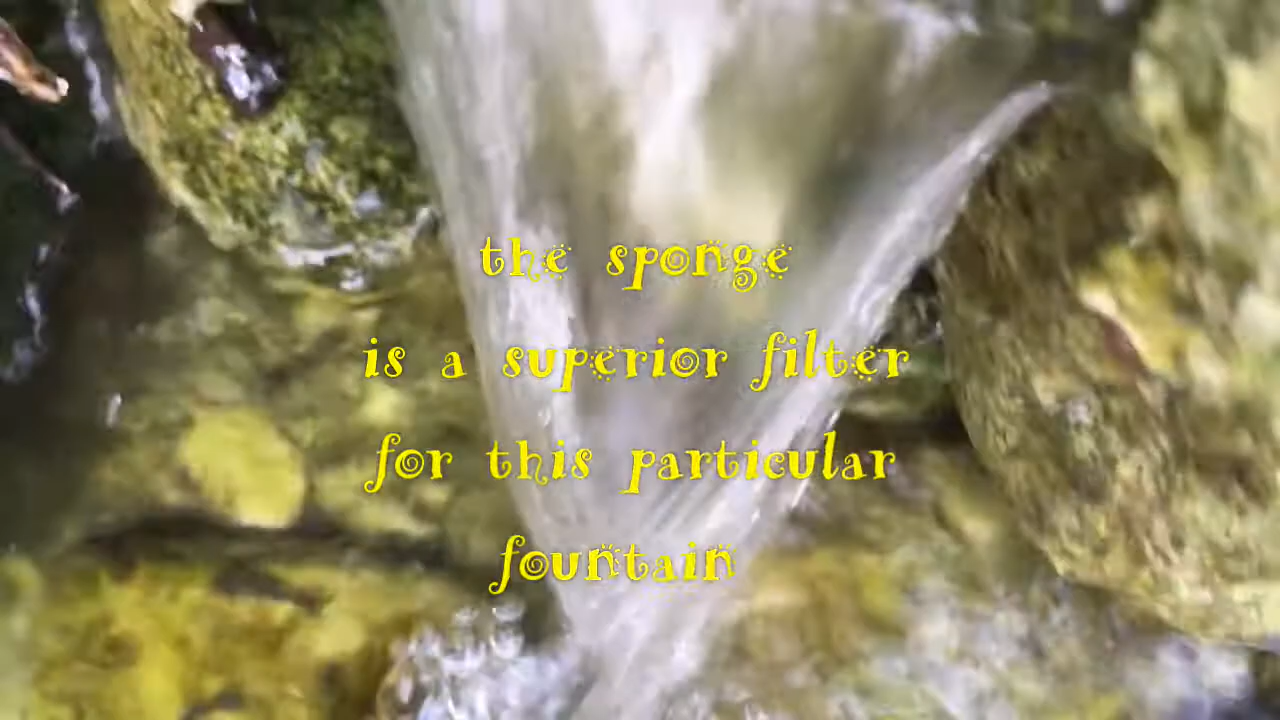 the sponge
is a superior filter
for this particular
fountain